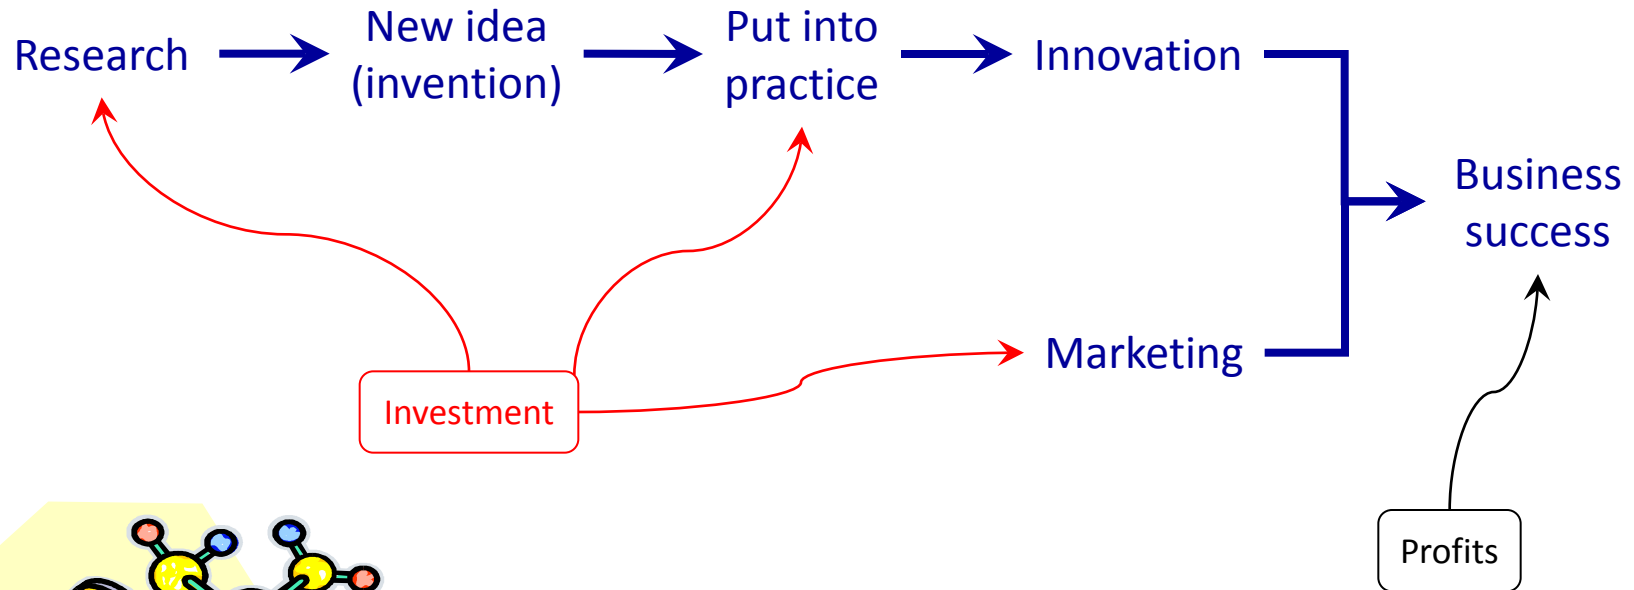 Research
New idea
(invention)
Put into
practice
Innovation
Business
success
Marketing
Investment
Profits